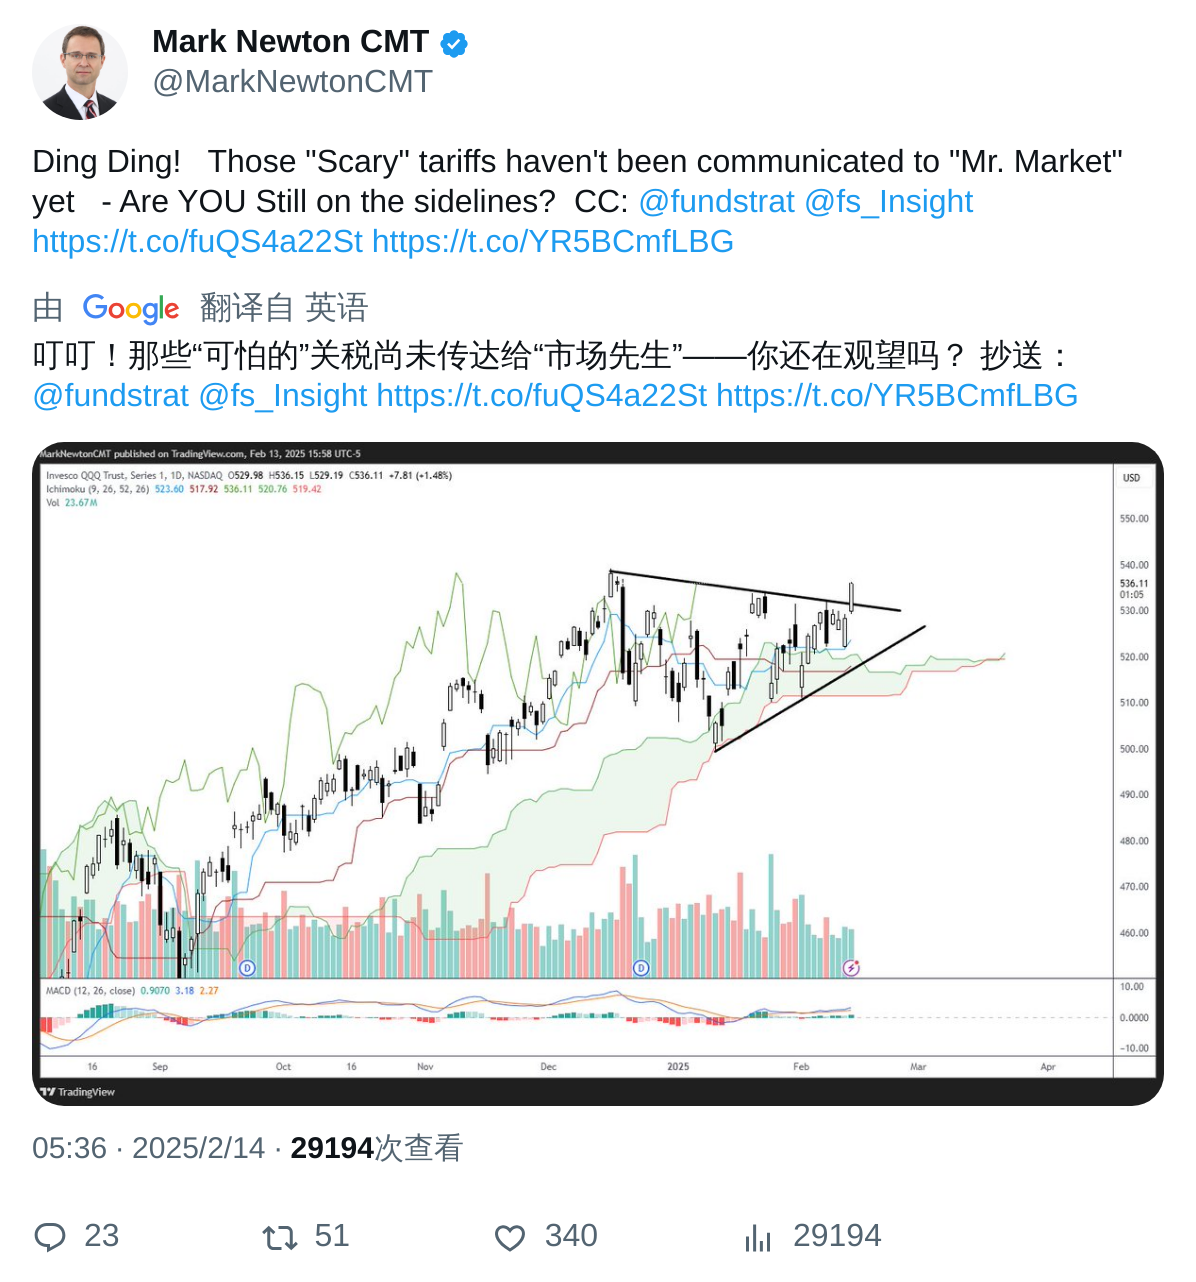 Mark Newton CMT
@MarkNewtonCMT
Ding Ding!   Those "Scary" tariffs haven't been communicated to "Mr. Market"
yet   - Are YOU Still on the sidelines?  CC: @fundstrat @fs_Insight
https://t.co/fuQS4a22St https://t.co/YR5BCmfLBG
由 Google 翻译自 英语
叮叮！那些“可怕的”关税尚未传达给“市场先生”——你还在观望吗？ 抄送：
@fundstrat @fs_Insight https://t.co/fuQS4a22St https://t.co/YR5BCmfLBG
MarkNewtonCMT published on TradingView.com, Feb 13, 2025 15:58 UTC-5
Invesco QQQ Trust, Series 1, 1D, NASDAQ O529.98 H536.15 L529.19 C536.11 +7.81 (+1.48%)
Ichimoku (9, 26, 52, 26) 523.60 517.92 536.11 520.76 519.42
Vol 23.67M
USD
550.00
540.00
536.11
01:05
530.00
520.00
510.00
500.00
490.00
480.00
470.00
460.00
D
D
MACD (12, 26, close) 0.9070 3.18 2.27
10.00
0.0000
−10.00
16 Sep Oct 16 Nov Dec 2025 Feb Mar Apr
TradingView
05:36 · 2025/2/14 · 29194次查看
23 51 340 29194